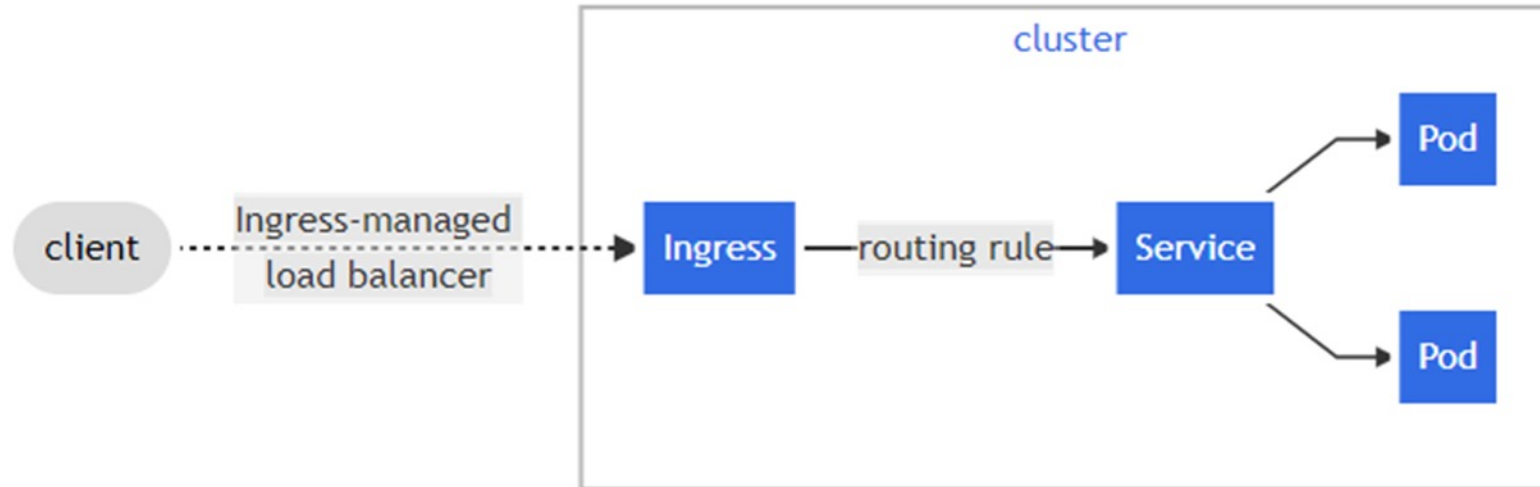 cluster
Pod
client
Ingress-managed
load balancer
Ingress
routing rule
Service
Pod